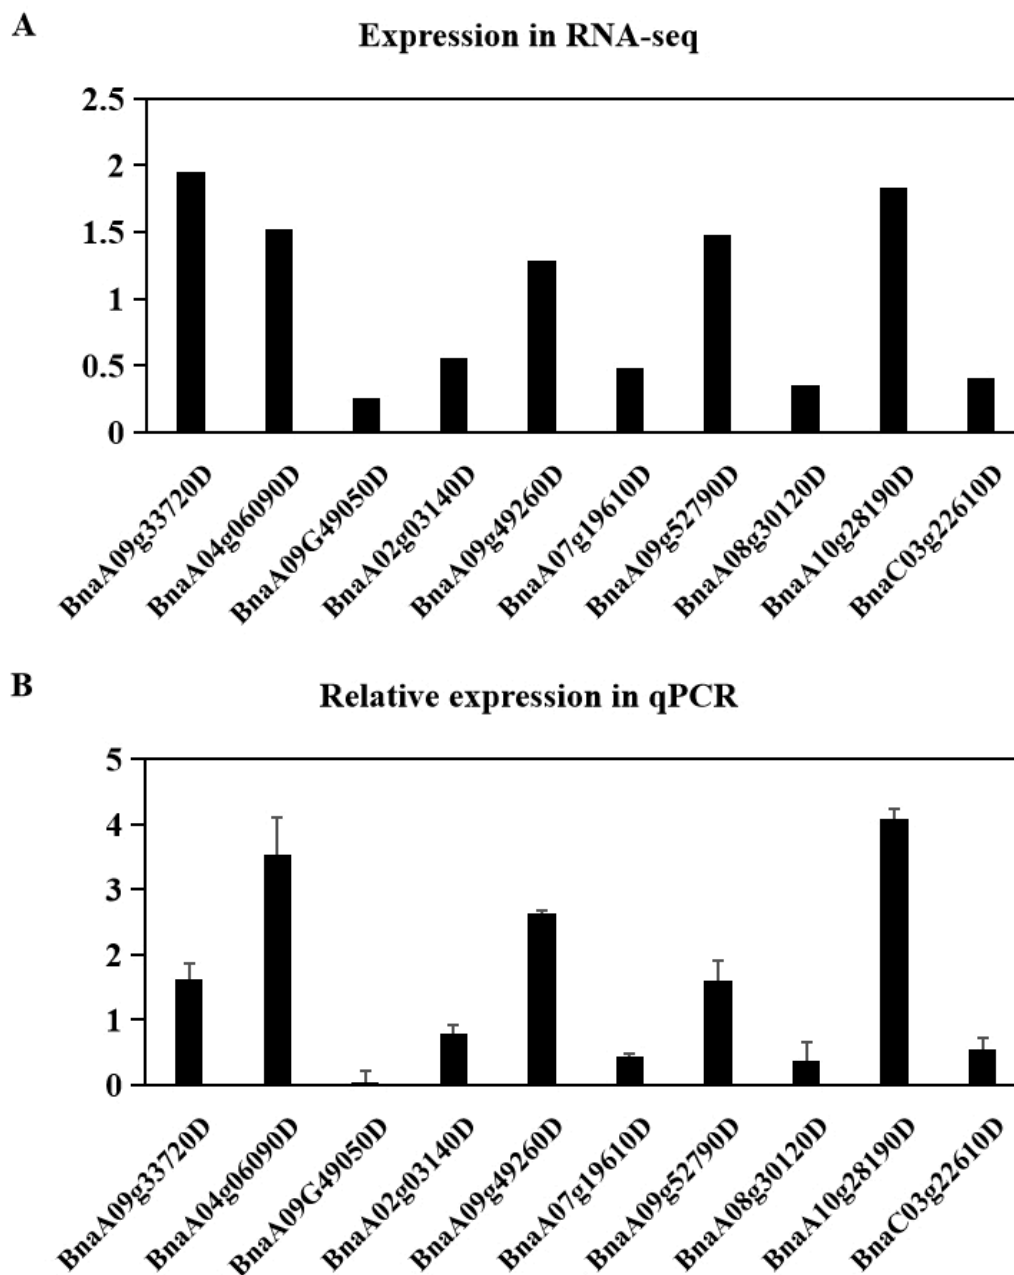 A
Expression in RNA-seq
2.5
2
1.5
1
0.5
0
BnaA09g33720D
BnaA04g06090D
BnaA09G49050D
BnaA02g03140D
BnaA09g49260D
BnaA07g19610D
BnaA09g52790D
BnaA08g30120D
BnaA10g28190D
BnaC03g22610D
B
Relative expression in qPCR
5
4
3
2
1
0
BnaA09g33720D
BnaA04g06090D
BnaA09G49050D
BnaA02g03140D
BnaA09g49260D
BnaA07g19610D
BnaA09g52790D
BnaA08g30120D
BnaA10g28190D
BnaC03g22610D